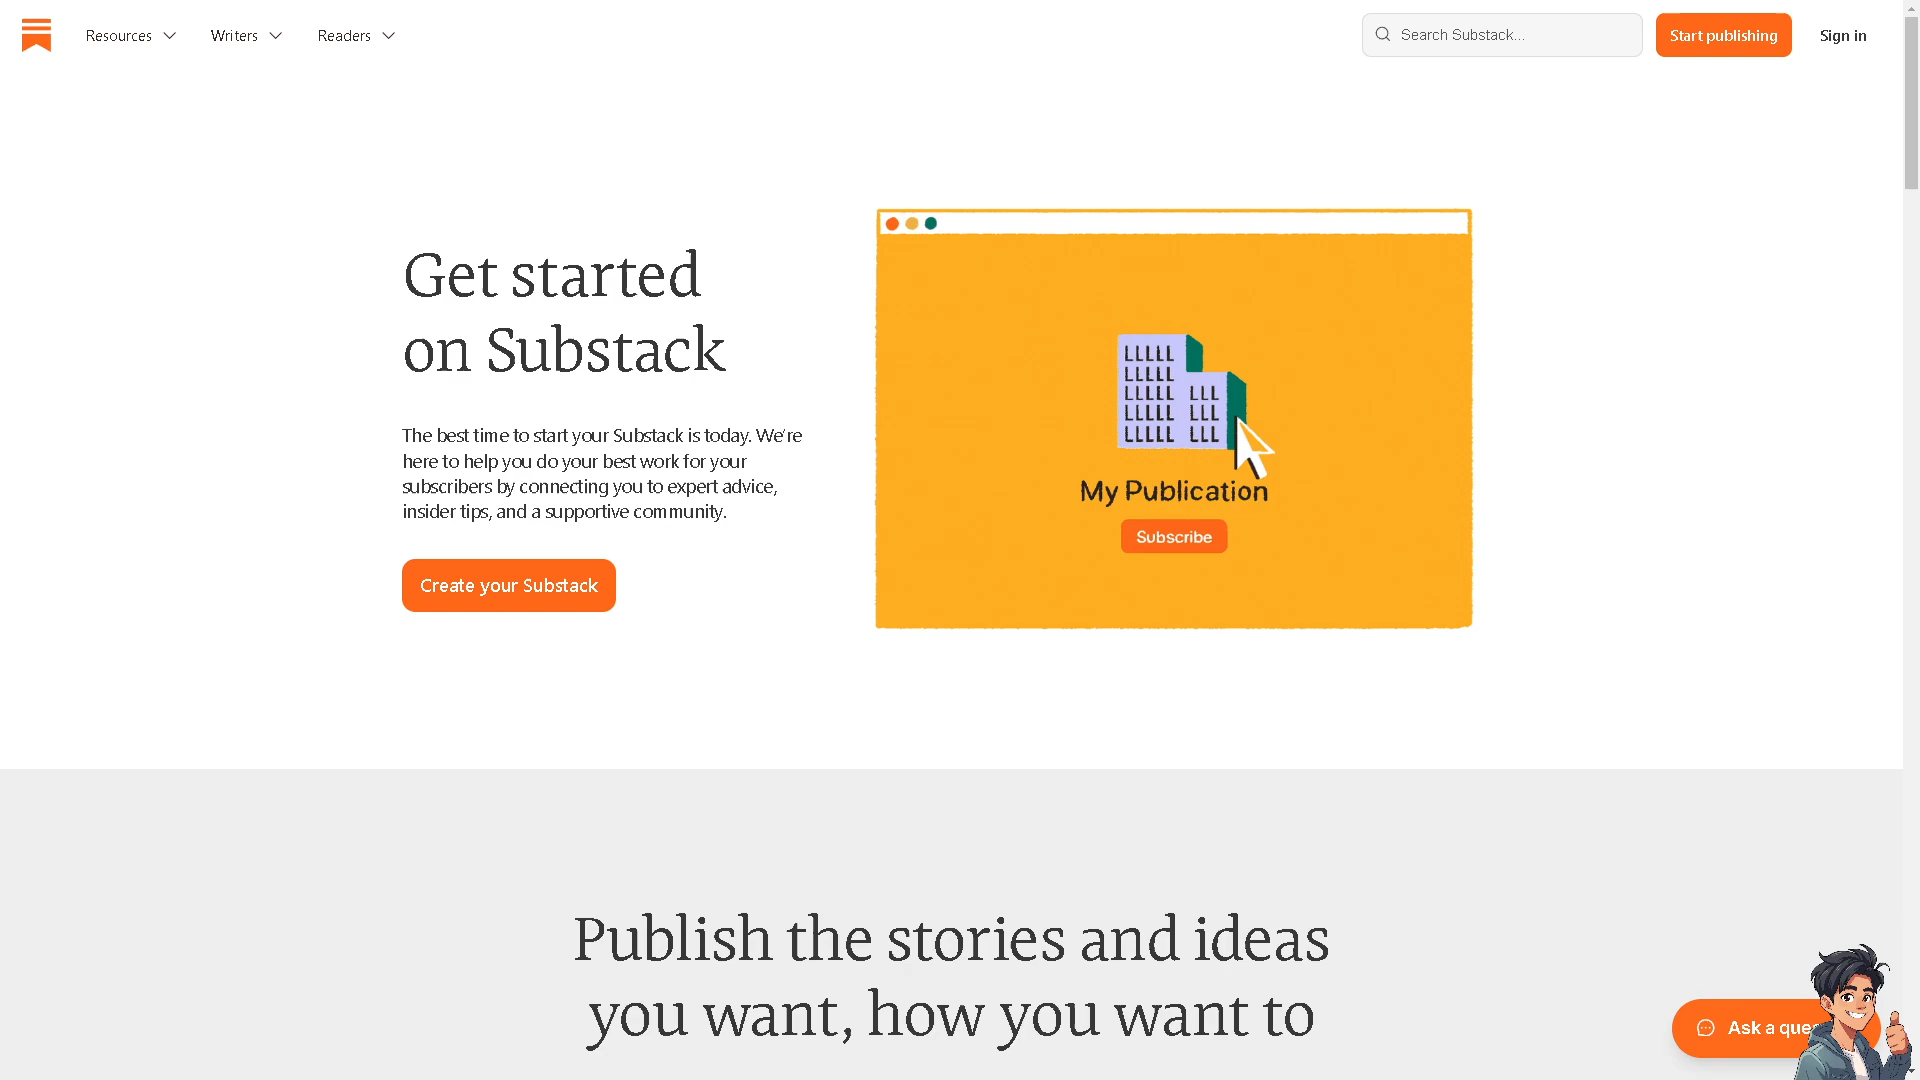 Resources
Writers
Readers
Search Substack...
Start publishing
Sign in
Get started
on Substack
The best time to start your Substack is today. We’re
here to help you do your best work for your
subscribers by connecting you to expert advice,
insider tips, and a supportive community.
Create your Substack
My Publication
Subscribe
Publish the stories and ideas
you want, how you want to
Ask a